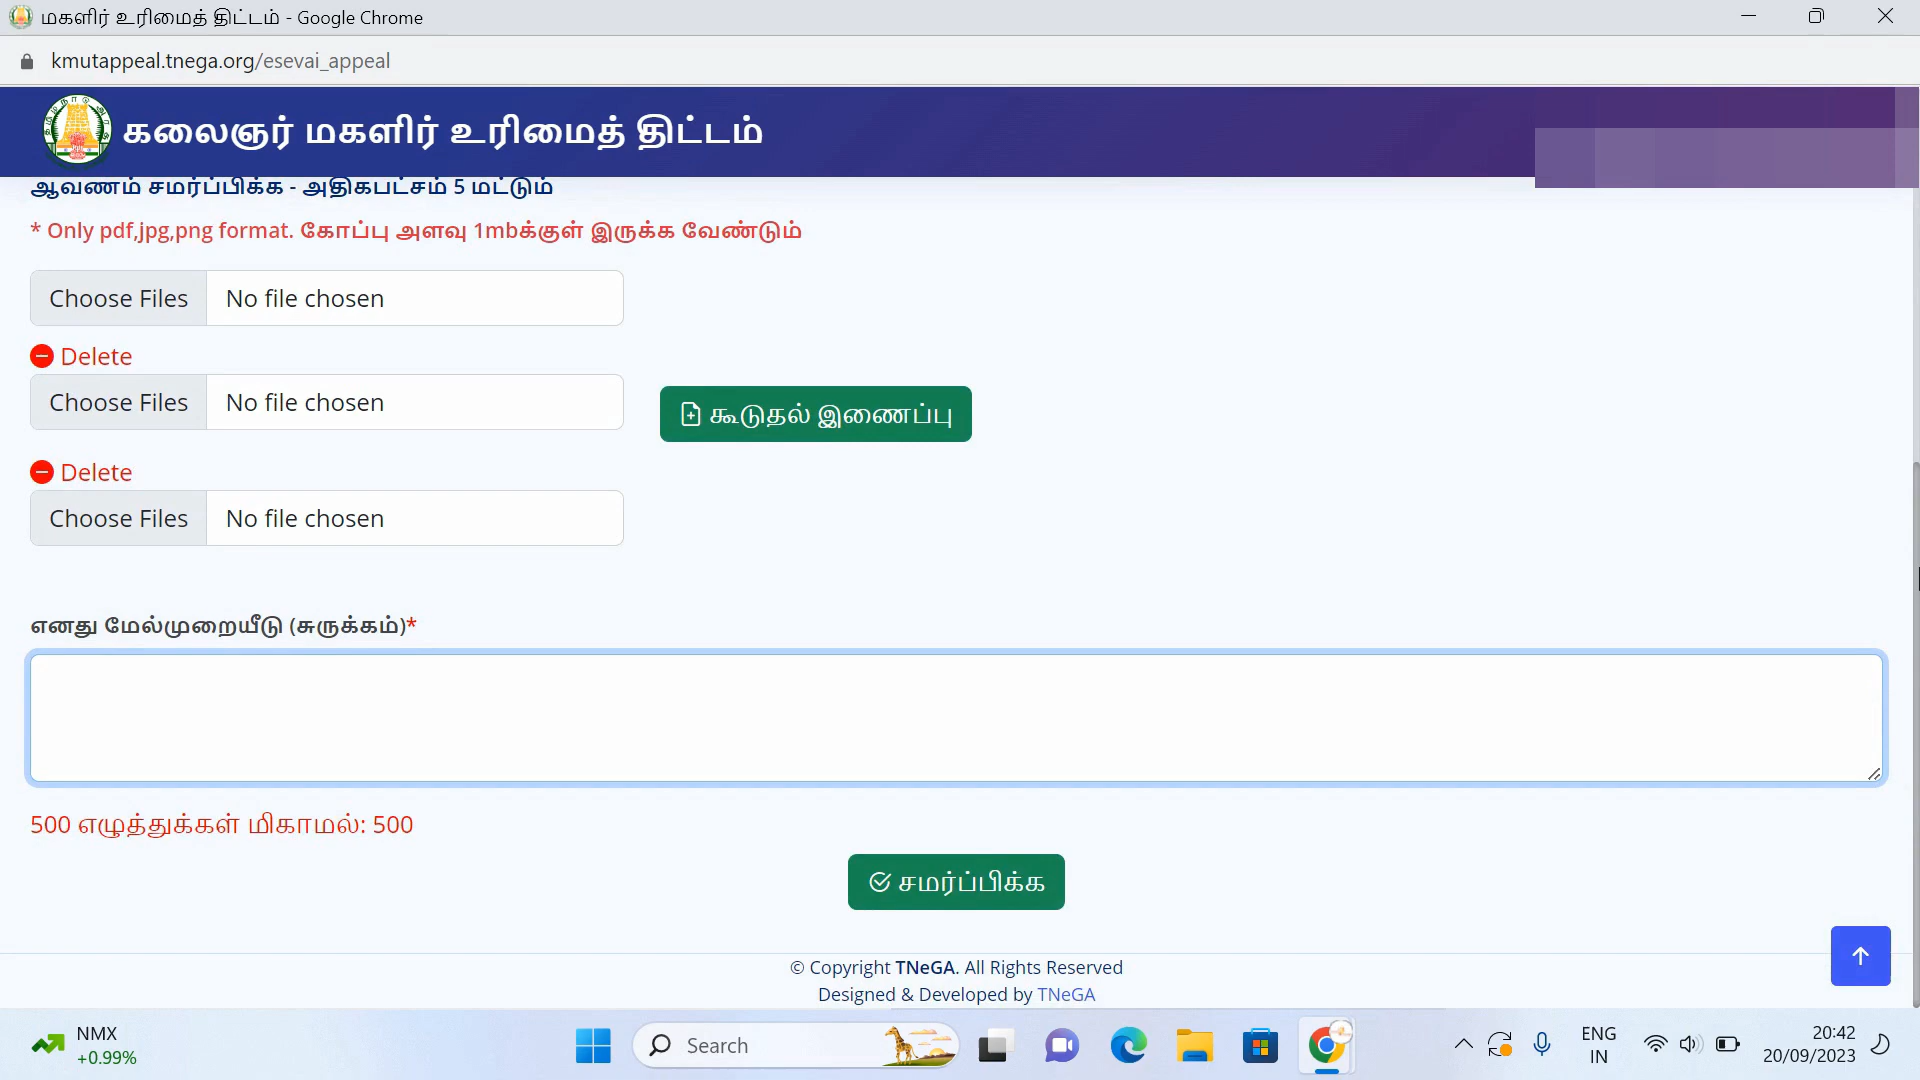 மகளிர் உரிமைத் திட்டம் - Google Chrome
kmutappeal.tnega.org/esevai_appeal
கலைஞர் மகளிர் உரிமைத் திட்டம்
ஆவணம் சமர்ப்பிக்க - அதிகபட்சம் 5 மட்டும்
* Only pdf,jpg,png format. கோப்பு அளவு 1mbக்குள் இருக்க வேண்டும்
Choose Files No file chosen
Delete
Choose Files No file chosen
கூடுதல் இணைப்பு
Delete
Choose Files No file chosen
எனது மேல்முறையீடு (சுருக்கம்)*
500 எழுத்துக்கள் மிகாமல்: 500
சமர்ப்பிக்க
© Copyright TNeGA. All Rights Reserved
Designed & Developed by TNeGA
NMX
+0.99%
Search
ENG
IN
20:42
20/09/2023